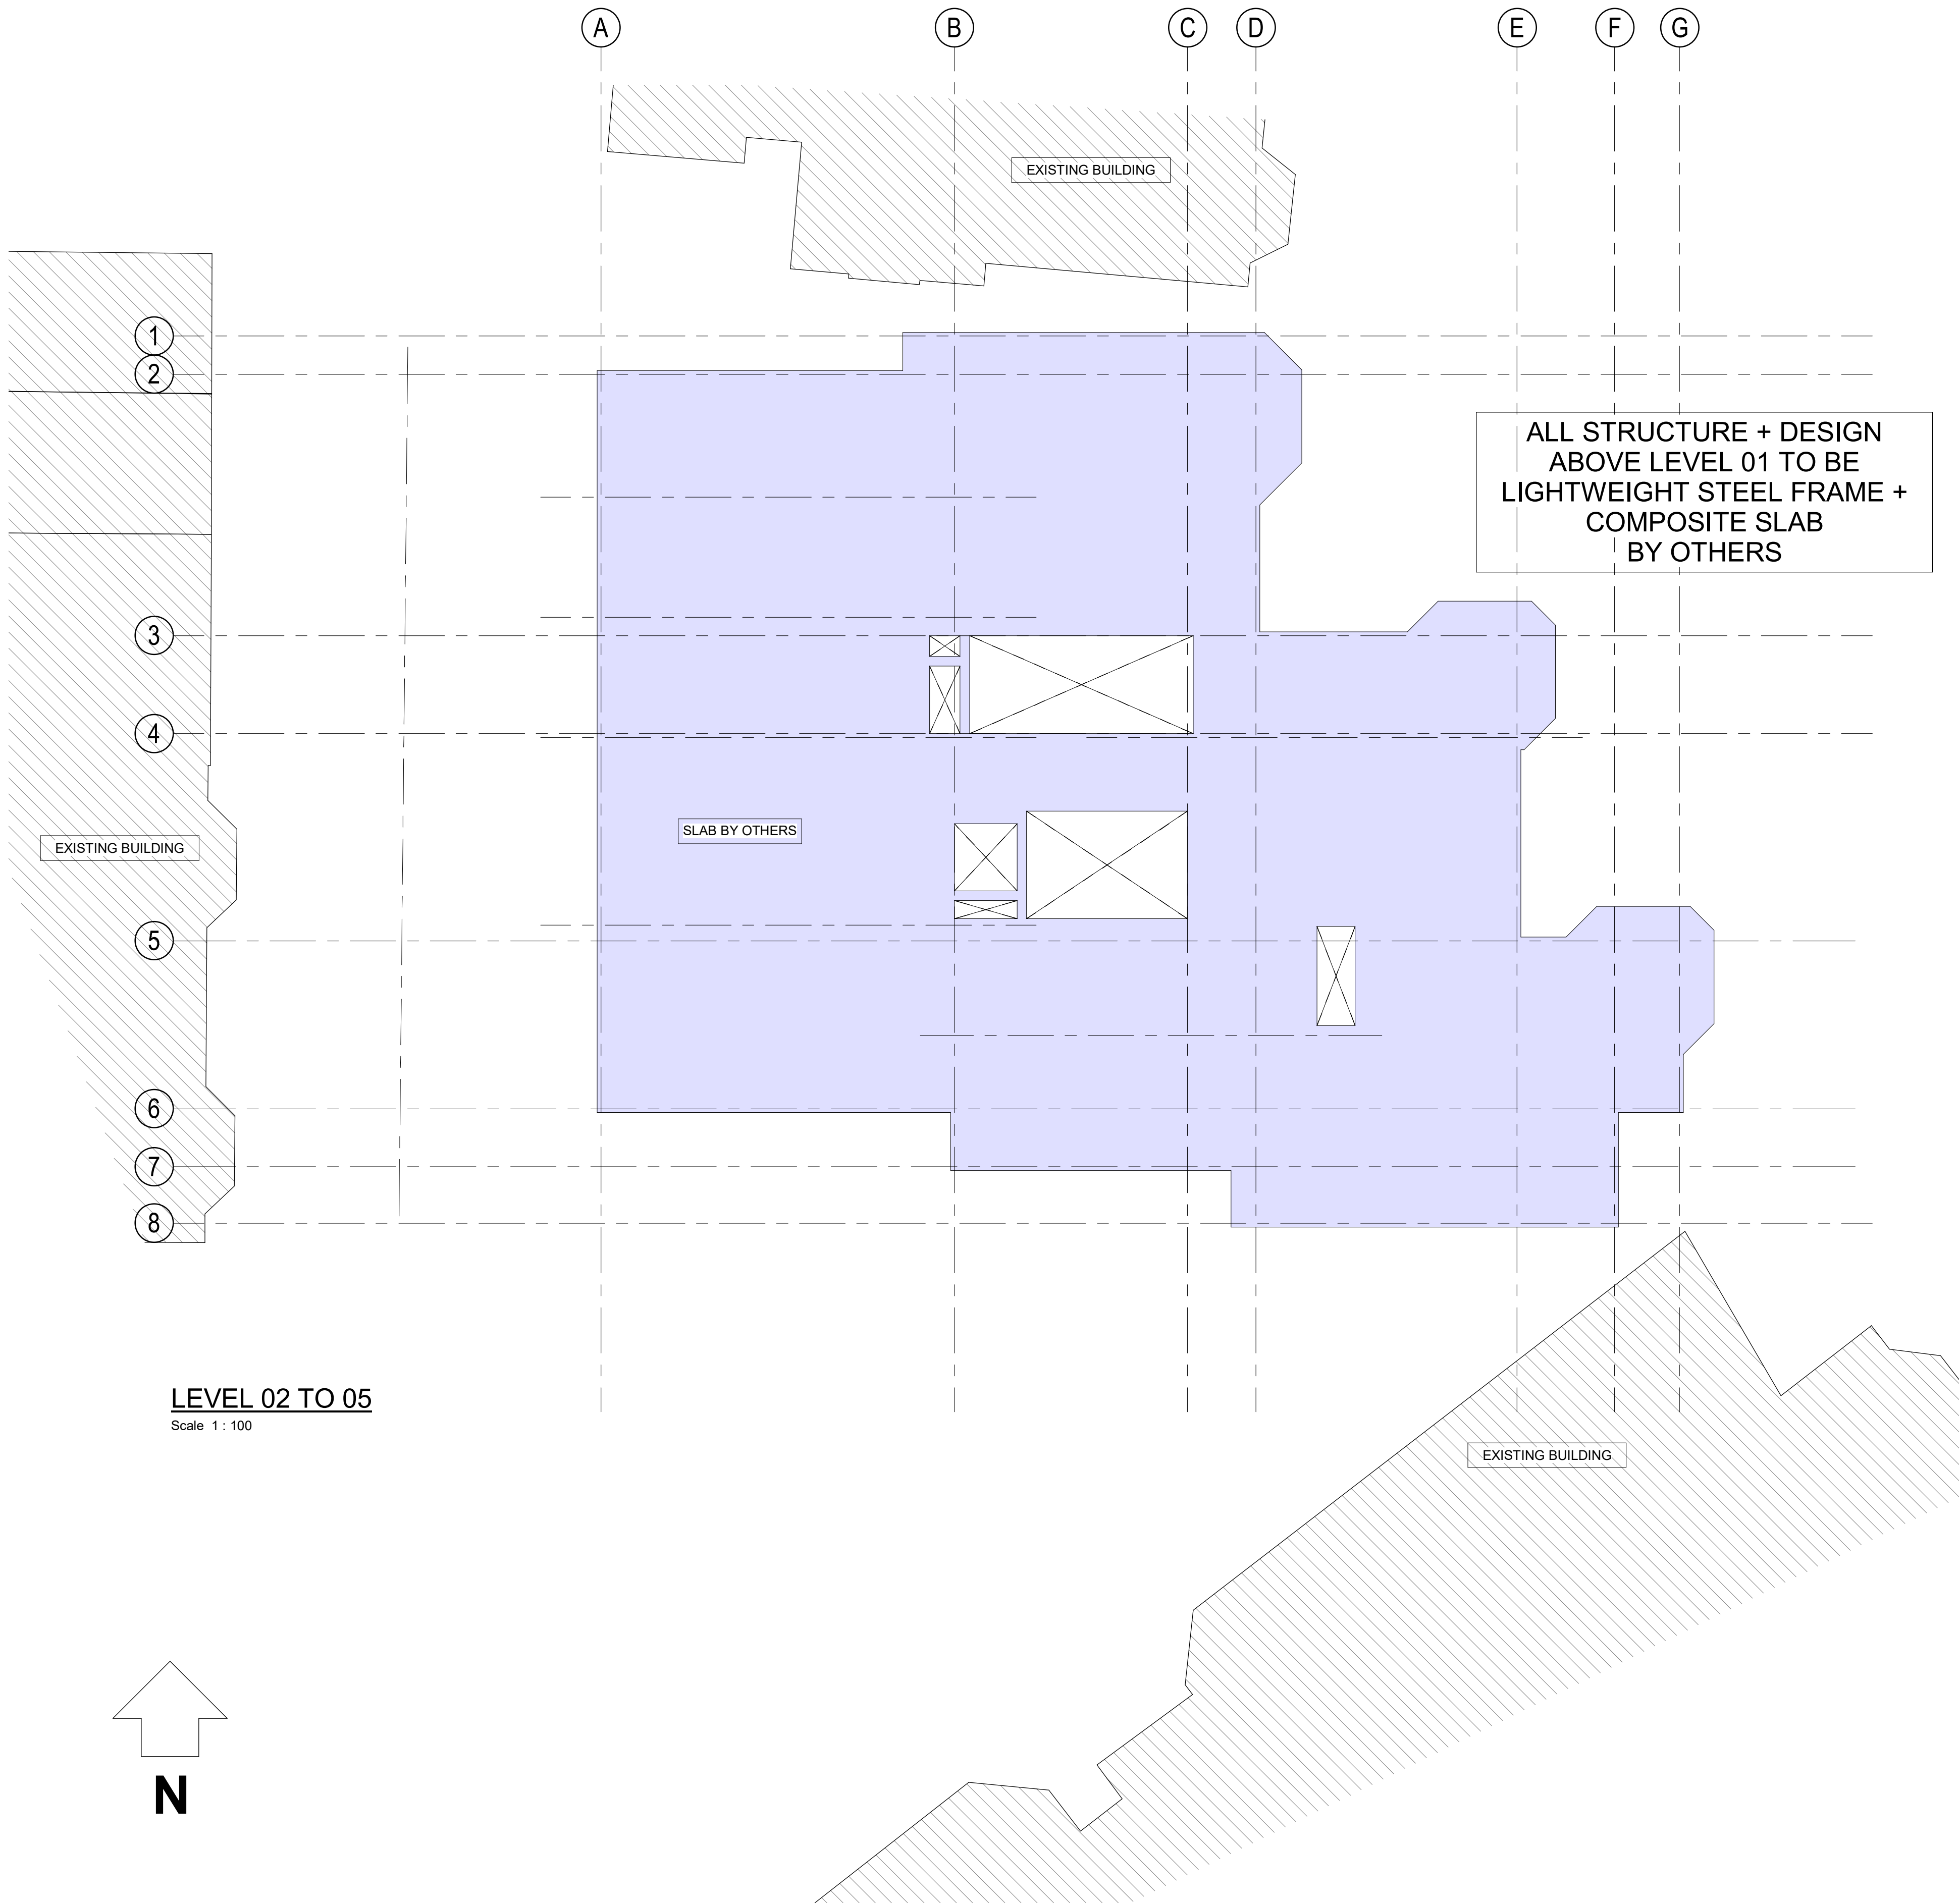 A B C D E F G
EXISTING BUILDING
1
2
ALL STRUCTURE + DESIGN
ABOVE LEVEL 01 TO BE
LIGHTWEIGHT STEEL FRAME +
COMPOSITE SLAB
BY OTHERS
3
4
SLAB BY OTHERS
EXISTING BUILDING
5
6
7
8
LEVEL 02 TO 05
Scale 1 : 100
EXISTING BUILDING
N